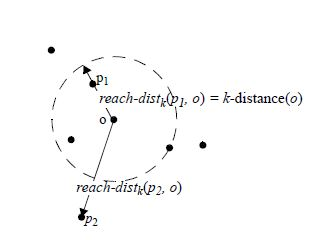 p1
reach-distk(p1, o) = k-distance(o)
o
reach-distk(p2, o)
p2